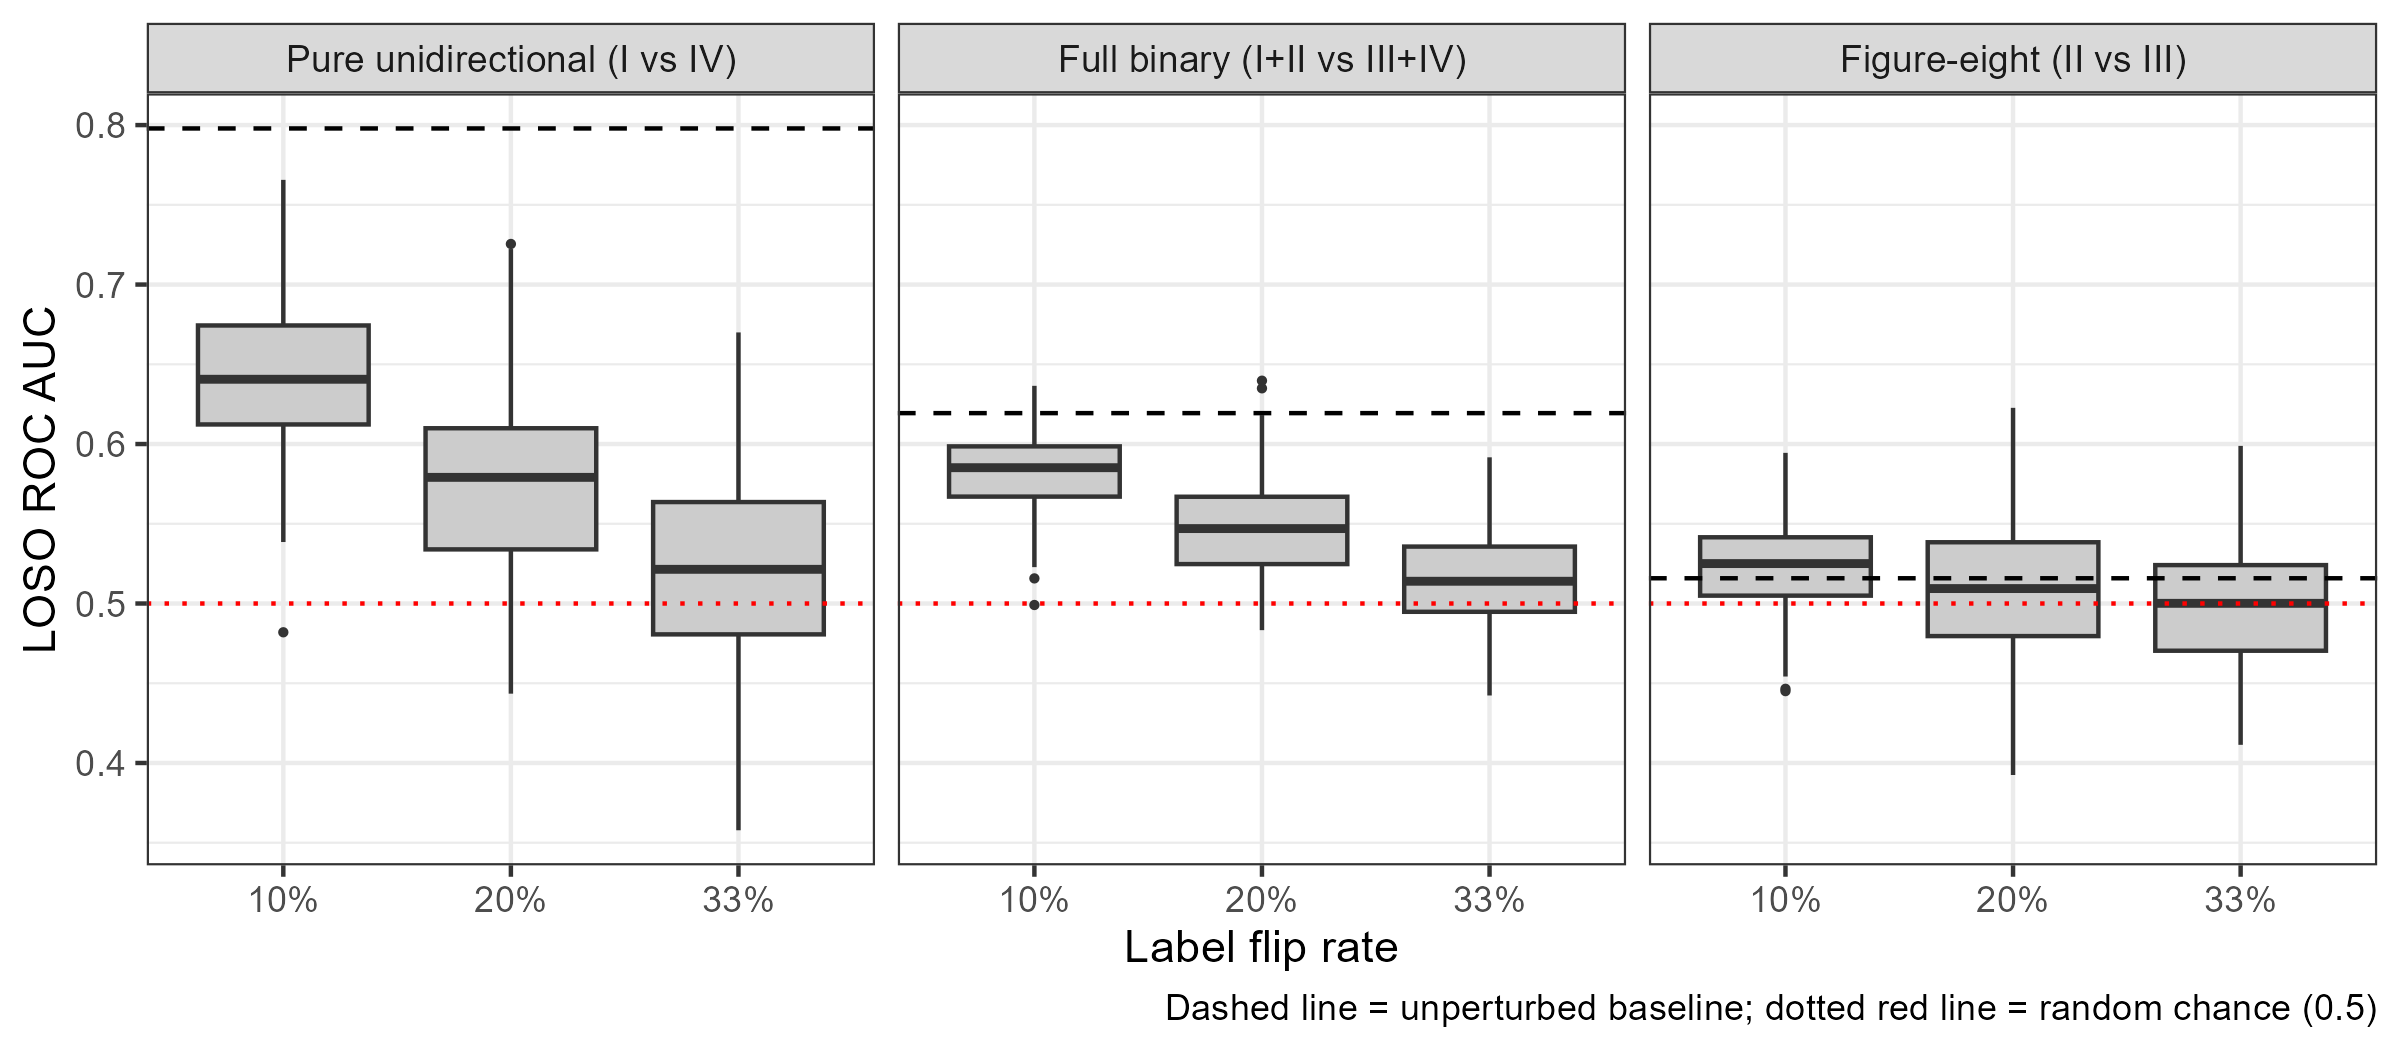 Pure unidirectional (I vs IV)
Full binary (I+II vs III+IV)
Figure-eight (II vs III)
LOSO ROC AUC
0.8
0.7
0.6
0.5
0.4
10% 20% 33%
10% 20% 33%
10% 20% 33%
Label flip rate
Dashed line = unperturbed baseline; dotted red line = random chance (0.5)